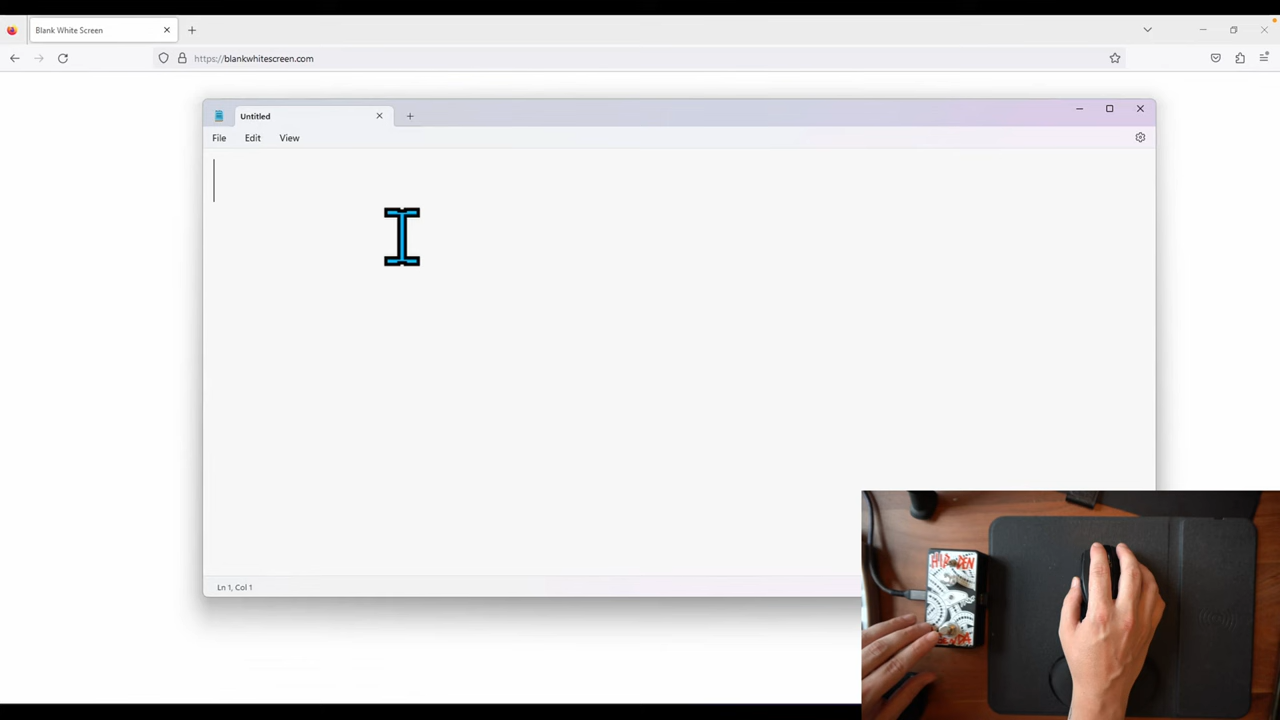 Blank White Screen
https://blankwhitescreen.com
Untitled
File Edit View
Ln 1, Col 1